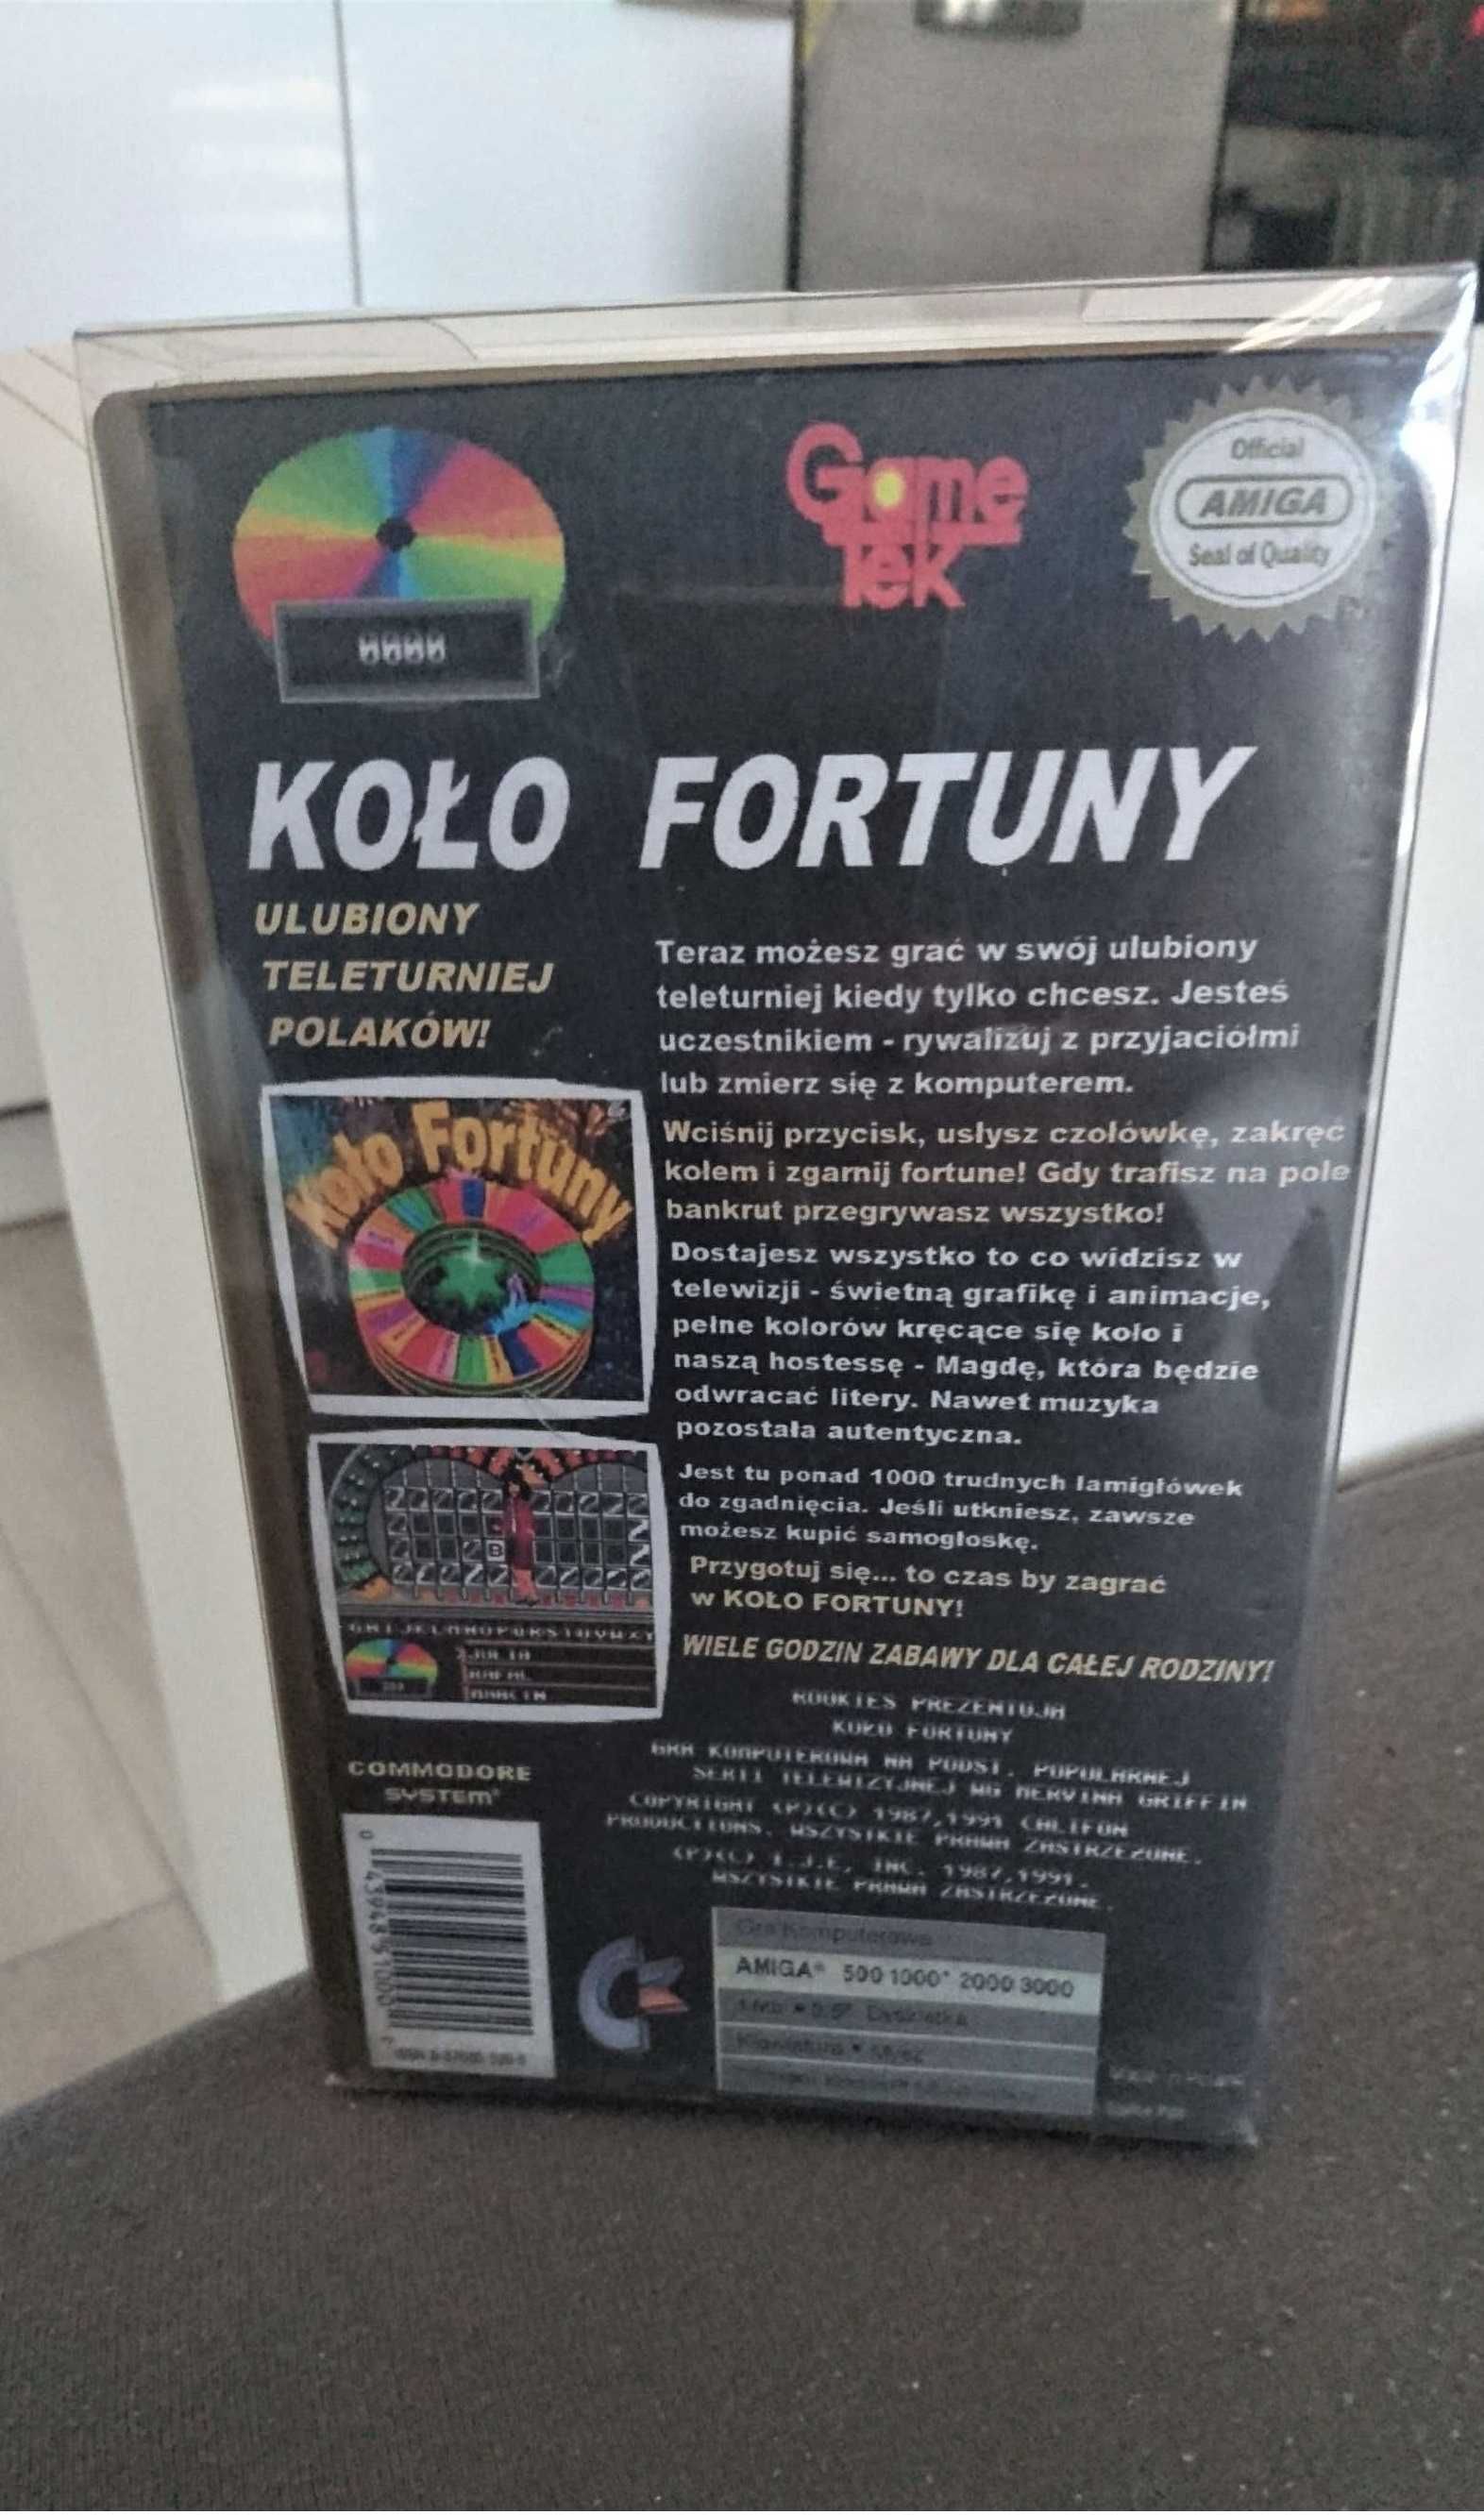 Game
Tek
Official
AMIGA
Seal of Quality
KOŁO FORTUNY
ULUBIONY
TELETURNIEJ
POLAKÓW!
Teraz możesz grać w swój ulubiony
teleturniej kiedy tylko chcesz. Jesteś
uczestnikiem - rywalizuj z przyjaciółmi
lub zmierz się z komputerem.
Wciśnij przycisk, usłysz czołówkę, zakręć
kołem i zgarnij fortune! Gdy trafisz na pole
bankrut przegrywasz wszystko!
Dostajesz wszystko to co widzisz w
telewizji - świetną grafikę i animacje,
pełne kolorów kręcące się koło i
naszą hostessę - Magdę, która będzie
odwracać litery. Nawet muzyka
pozostała autentyczna.
Jest tu ponad 1000 trudnych łamigłówek
do zgadnięcia. Jeśli utkniesz, zawsze
możesz kupić samogłoskę.
Przygotuj się... to czas by zagrać
w KOŁO FORTUNY!
WIELE GODZIN ZABAWY DLA CAŁEJ RODZINY!
Koło Fortuny
B
MARCIN
ROOKIES PREZENTUJA
KOŁO FORTUNY
GRA KOMPUTEROWA NA PODST. POPULARNEJ
SERII TELEWIZYJNEJ WG MERVINA GRIFFIN
COPYRIGHT (P)(C) 1987,1991 CALIFON
PRODUCTIONS. WSZYSTKIE PRAWA ZASTRZEZONE.
(P)(C) I.J.E. INC. 1987,1991.
WSZYSTKIE PRAWA ZASTRZEZONE.
COMMODORE
SYSTEM
Gra Komputerowa
AMIGA® 500 1000 2000 3000
Dyskietka
Klawiatura • Mysz